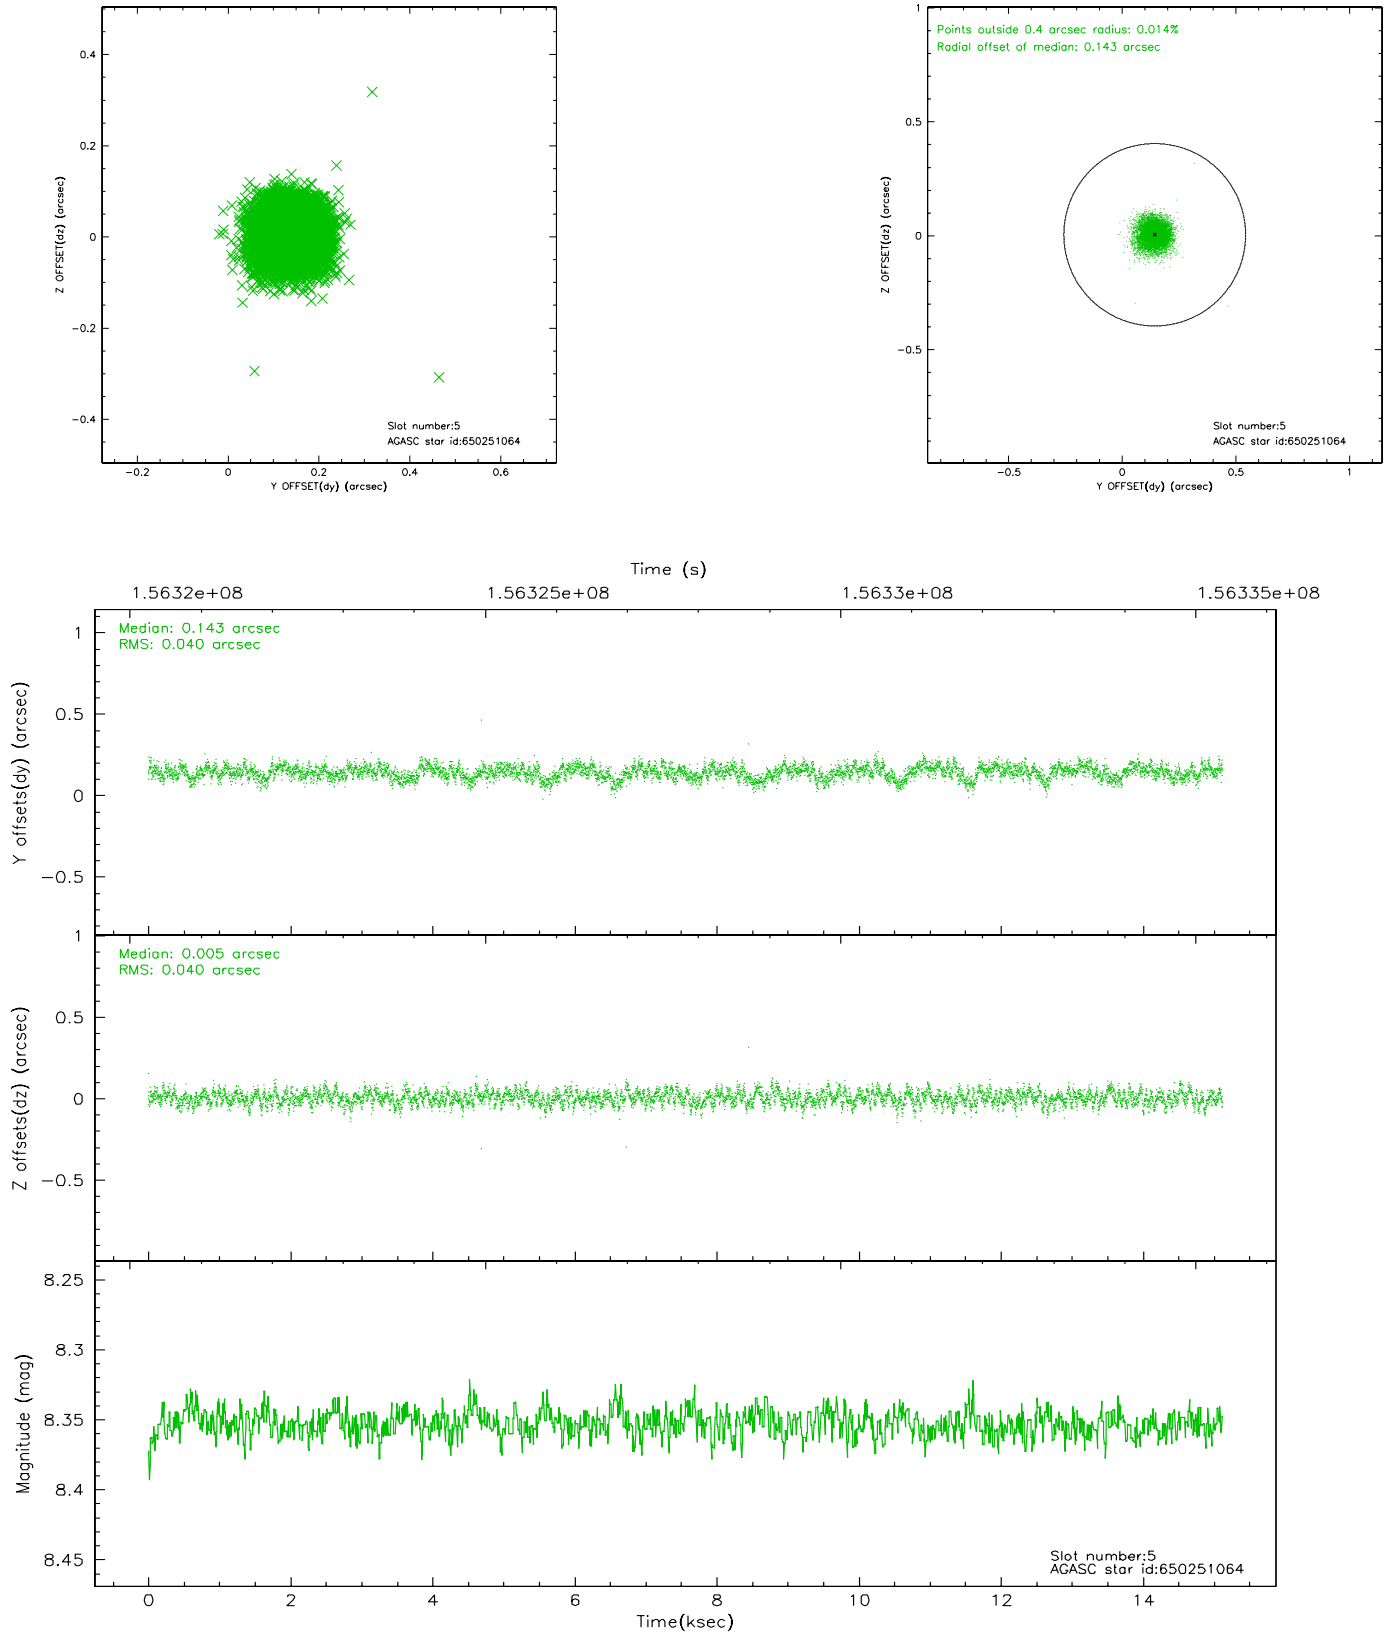 0.4
0.2
0
−0.2
−0.4
Z OFFSET(dz) (arcsec)
Slot number:5
AGASC star id:650251064
−0.2 0 0.2 0.4 0.6
Y OFFSET(dy) (arcsec)
1
0.5
0
−0.5
Z OFFSET(dz) (arcsec)
Points outside 0.4 arcsec radius: 0.014%
Radial offset of median: 0.143 arcsec
Slot number:5
AGASC star id:650251064
−0.5 0 0.5 1
Y OFFSET(dy) (arcsec)
Time (s)
1.5632e+08 1.56325e+08 1.5633e+08 1.56335e+08
Median: 0.143 arcsec
RMS: 0.040 arcsec
1
0.5
0
−0.5
Y offsets(dy) (arcsec)
Median: 0.005 arcsec
RMS: 0.040 arcsec
1
0.5
0
−0.5
Z offsets(dz) (arcsec)
8.25
8.3
8.35
8.4
8.45
Magnitude (mag)
Slot number:5
AGASC star id:650251064
0 2 4 6 8 10 12 14
Time(ksec)